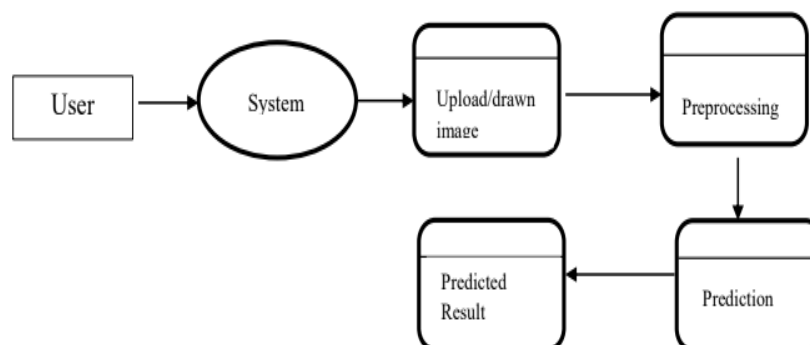 User
System
Upload/drawn
image
Preprocessing
Predicted
Result
Prediction